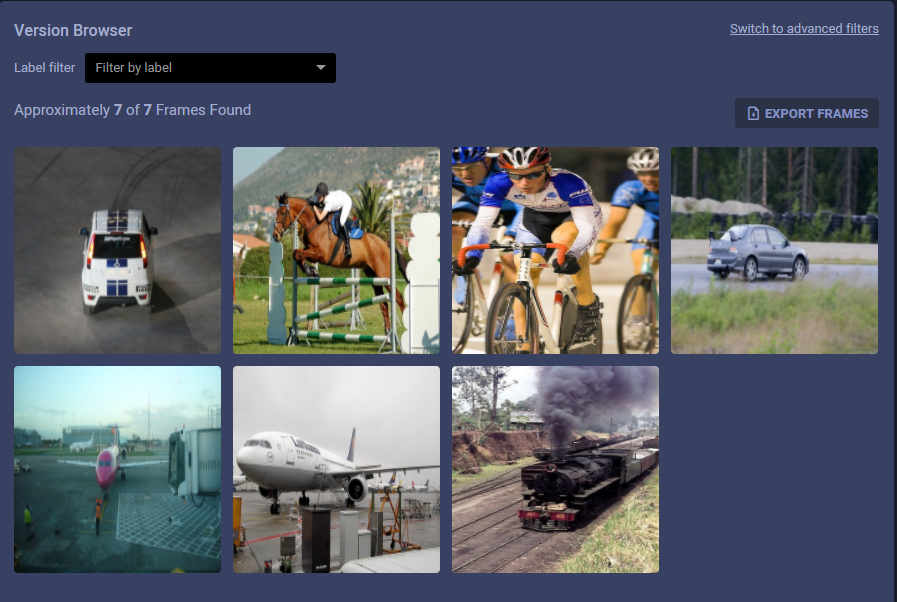 Version Browser
Switch to advanced filters
Label filter
Filter by label
Approximately 7 of 7 Frames Found
EXPORT FRAMES
Lufthansa